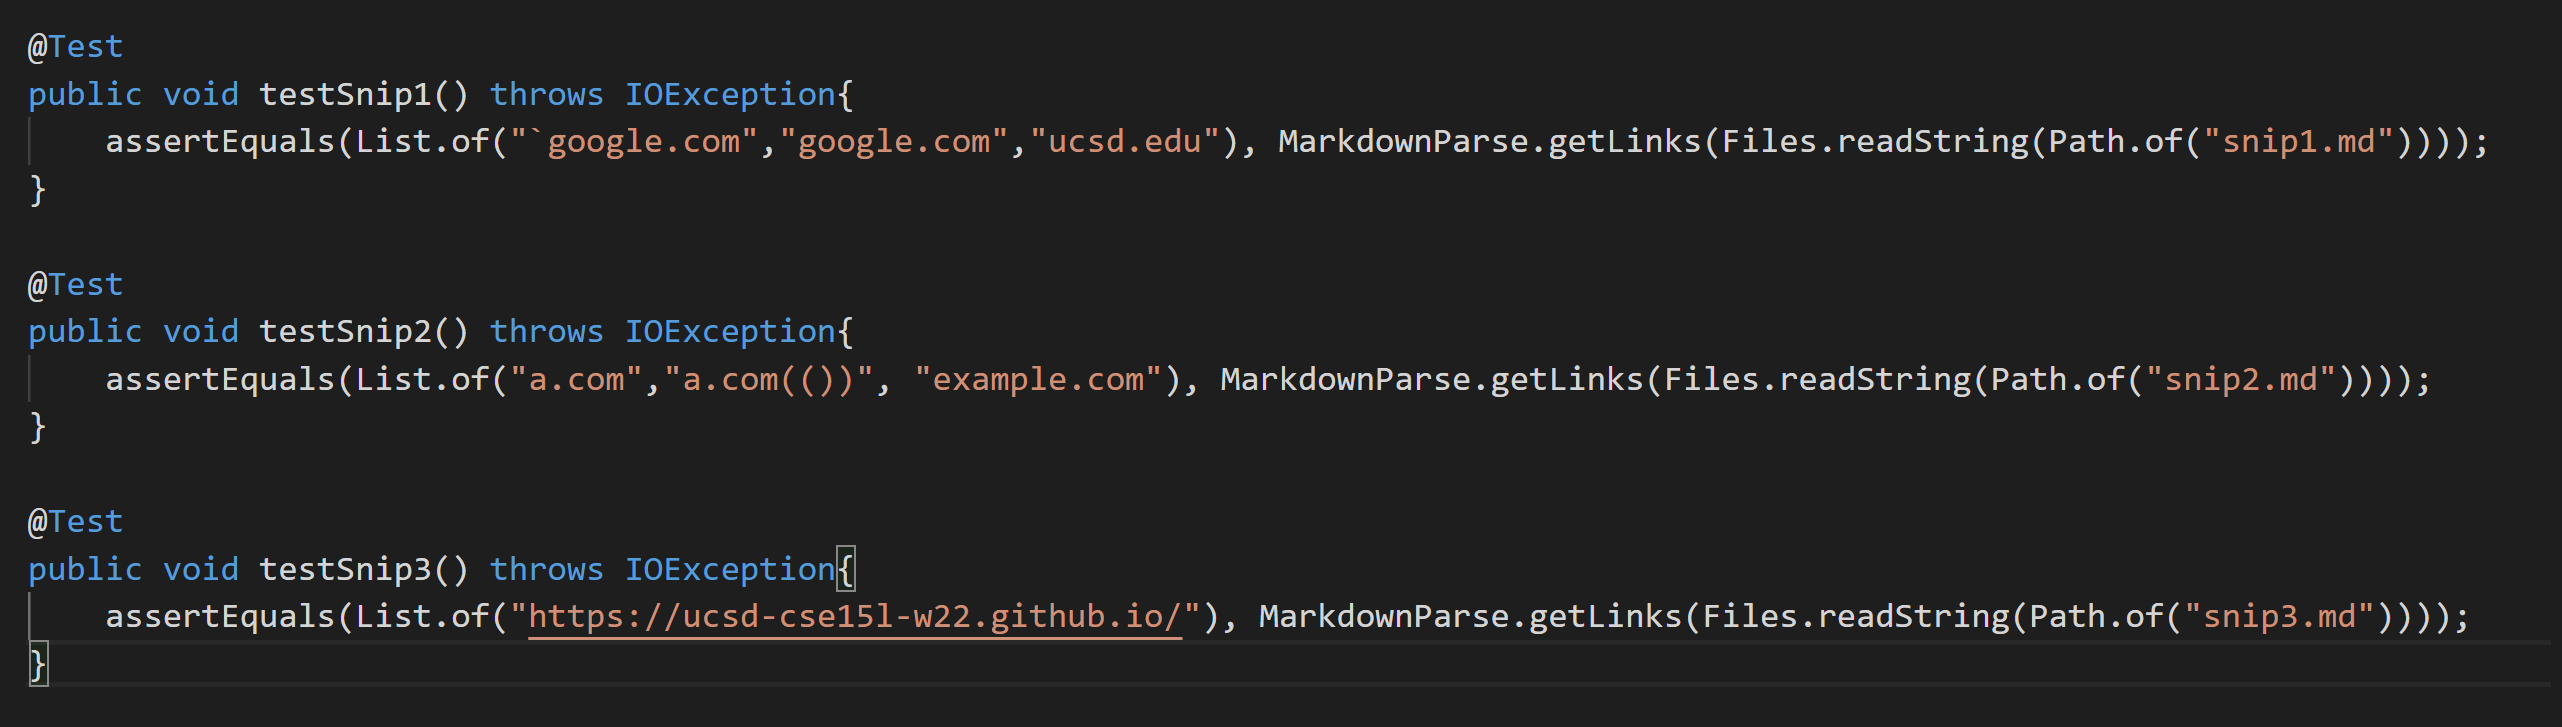 @Test
public void testSnip1() throws IOException{
    assertEquals(List.of("`google.com","google.com","ucsd.edu"), MarkdownParse.getLinks(Files.readString(Path.of("snip1.md"))));
}

@Test
public void testSnip2() throws IOException{
    assertEquals(List.of("a.com","a.com(())", "example.com"), MarkdownParse.getLinks(Files.readString(Path.of("snip2.md"))));
}

@Test
public void testSnip3() throws IOException{
    assertEquals(List.of("https://ucsd-cse15l-w22.github.io/"), MarkdownParse.getLinks(Files.readString(Path.of("snip3.md"))));
}